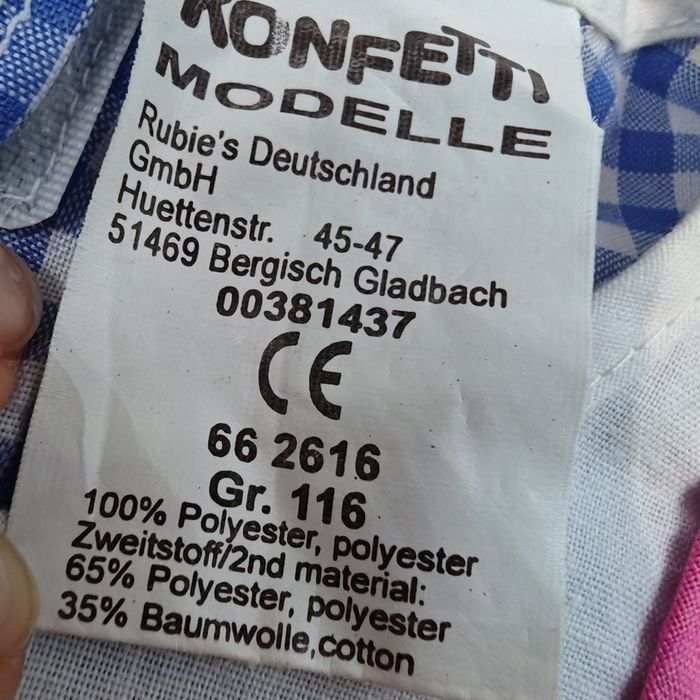 KONFETTI
MODELLE
Rubie's Deutschland
GmbH
Huettenstr. 45-47
51469 Bergisch Gladbach
00381437
CE
66 2616
Gr. 116
100% Polyester, polyester
Zweitstoff/2nd material:
65% Polyester, polyester
35% Baumwolle,cotton